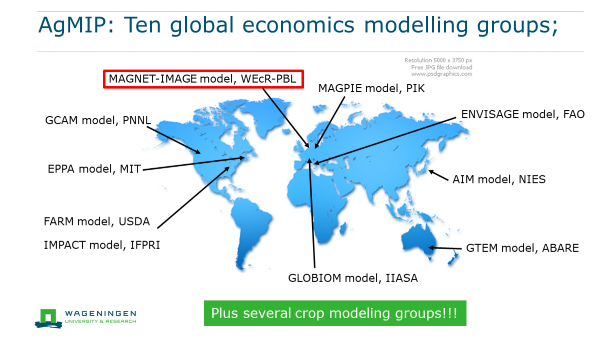 AgMIP: Ten global economics modelling groups;
Resolution 5000 x 3750 px
Free JPG file download
www.psdgraphics.com
MAGNET-IMAGE model, WEcR-PBL
MAGPIE model, PIK
GCAM model, PNNL
ENVISAGE model, FAO
EPPA model, MIT
AIM model, NIES
FARM model, USDA
IMPACT model, IFPRI
GTEM model, ABARE
GLOBIOM model, IIASA
Plus several crop modeling groups!!!
WAGENINGEN
UNIVERSITY & RESEARCH